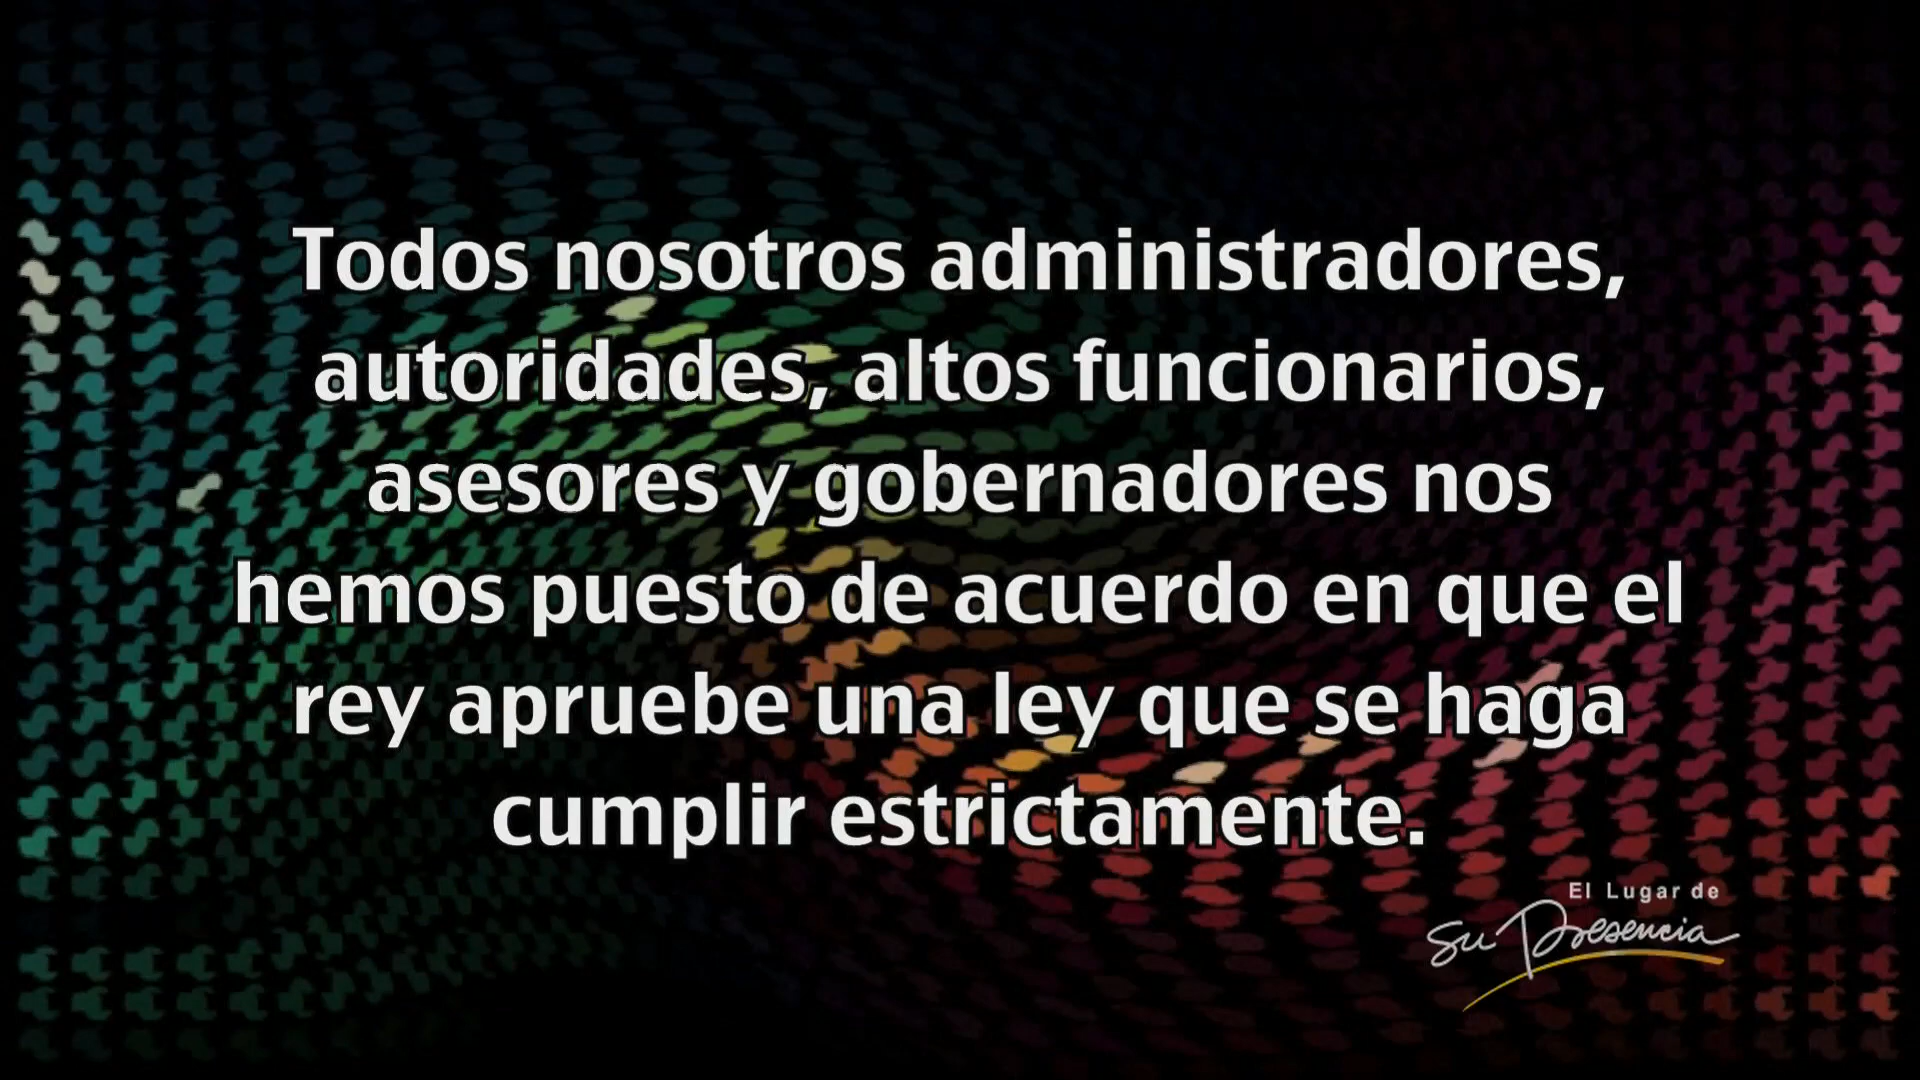 Todos nosotros administradores,
autoridades, altos funcionarios,
asesores y gobernadores nos
hemos puesto de acuerdo en que el
rey apruebe una ley que se haga
cumplir estrictamente.
El Lugar de
Su Presencia